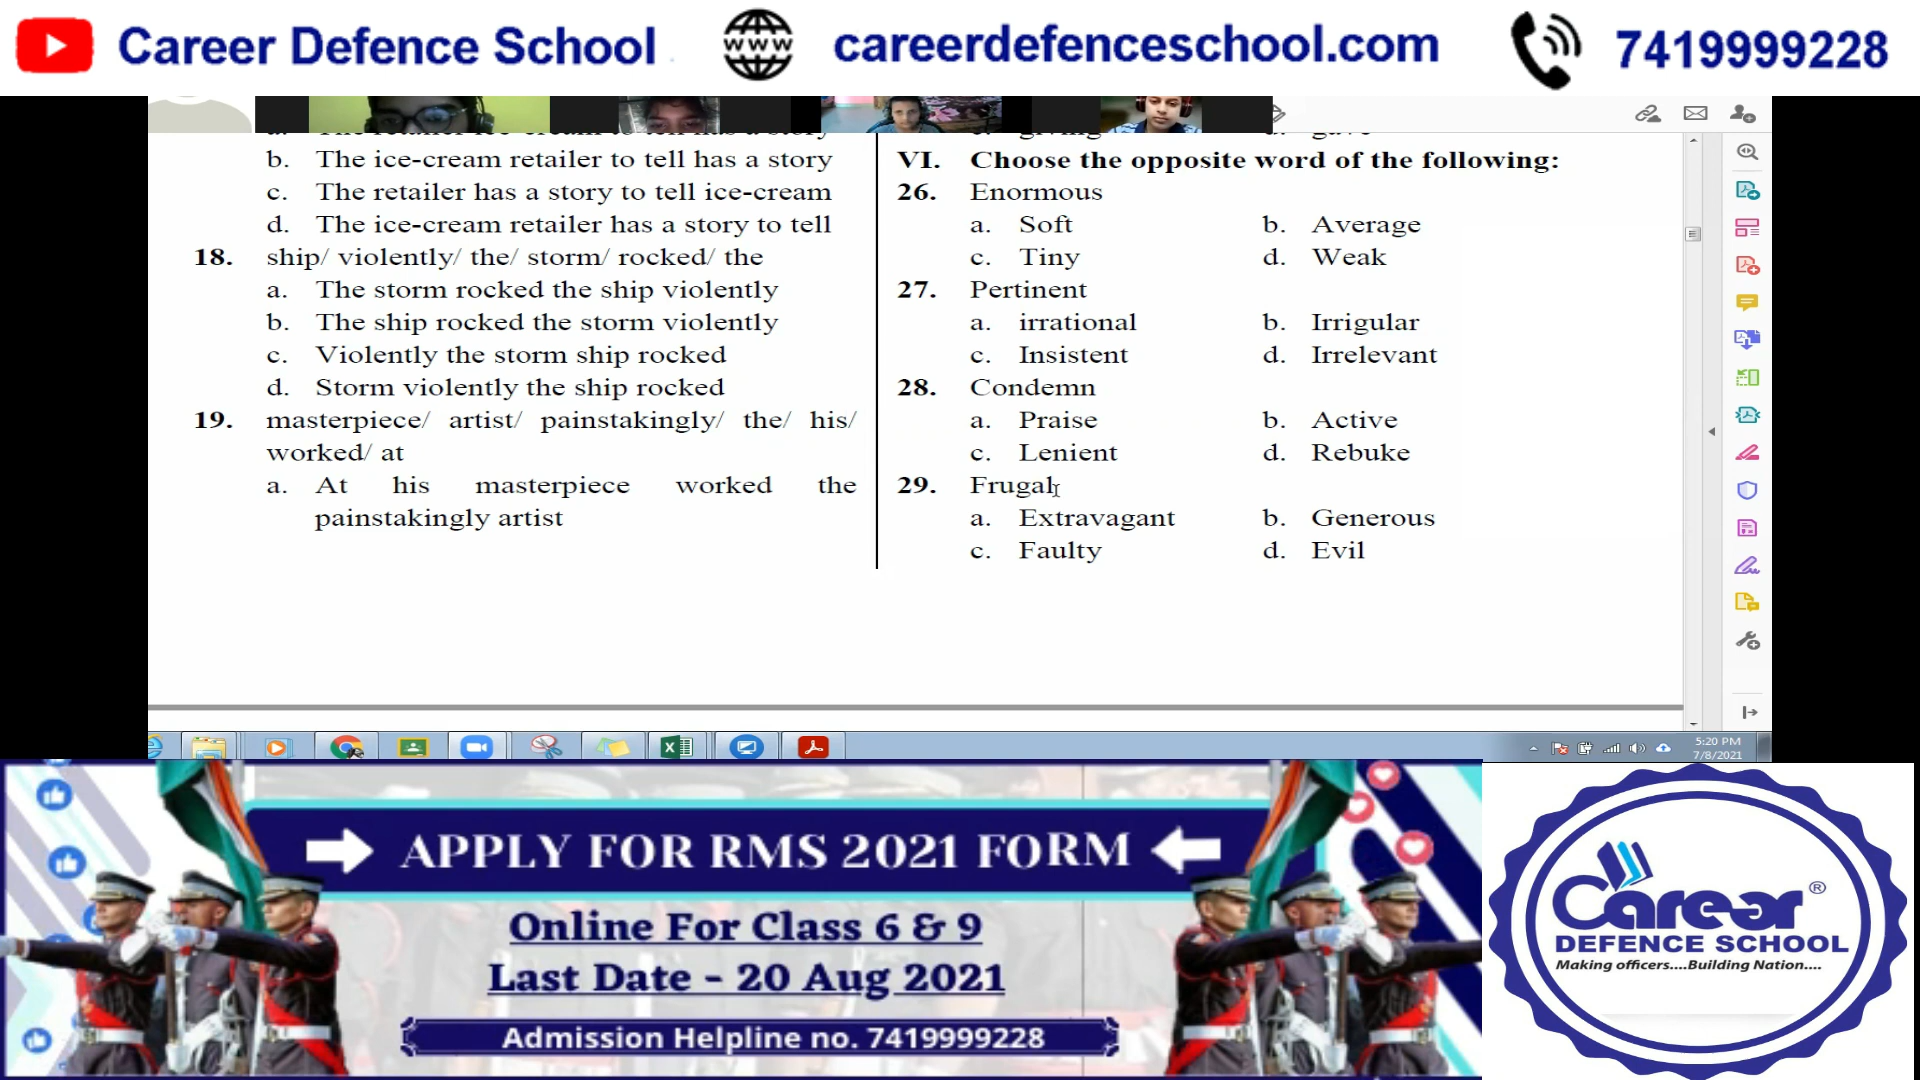 Career Defence School
careerdefenceschool.com
7419999228
b. The ice-cream retailer to tell has a story
c. The retailer has a story to tell ice-cream
d. The ice-cream retailer has a story to tell
18. ship/ violently/ the/ storm/ rocked/ the
a. The storm rocked the ship violently
b. The ship rocked the storm violently
c. Violently the storm ship rocked
d. Storm violently the ship rocked
19. masterpiece/ artist/ painstakingly/ the/ his/
worked/ at
a. At his masterpiece worked the
painstakingly artist
VI. Choose the opposite word of the following:
26. Enormous
a. Soft b. Average
c. Tiny d. Weak
27. Pertinent
a. irrational b. Irrigular
c. Insistent d. Irrelevant
28. Condemn
a. Praise b. Active
c. Lenient d. Rebuke
29. Frugal
a. Extravagant b. Generous
c. Faulty d. Evil
5:20 PM
7/8/2021
APPLY FOR RMS 2021 FORM
Online For Class 6 & 9
Last Date - 20 Aug 2021
Admission Helpline no. 7419999228
Career ®
DEFENCE SCHOOL
Making officers....Building Nation....